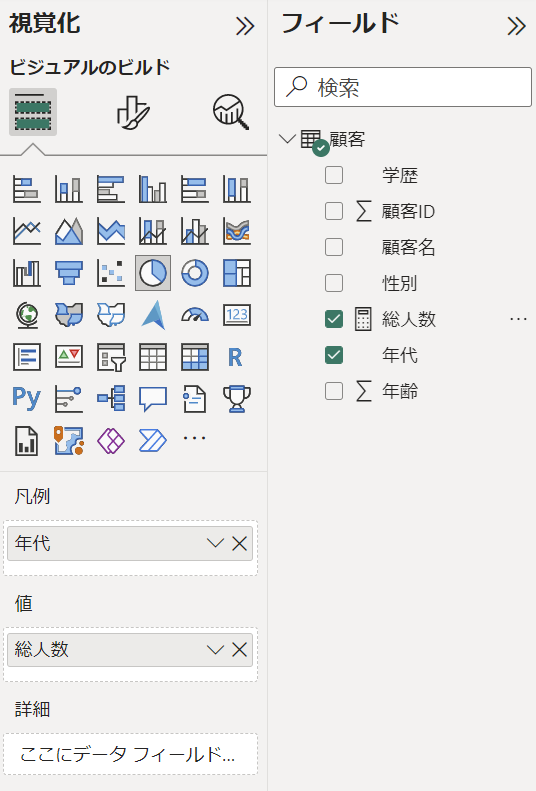 視覚化
ビジュアルのビルド
123
R
Py
凡例
年代
値
総人数
詳細
ここにデータ フィールド...
フィールド
検索
顧客
学歴
顧客ID
顧客名
性別
総人数
年代
年齢